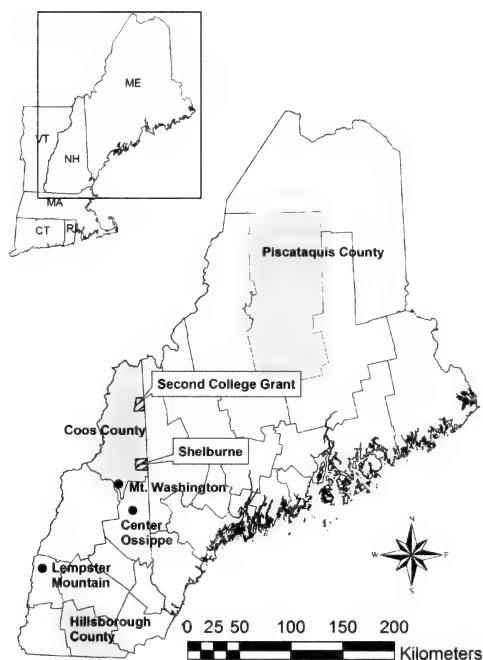 ME
VT
NH
MA
CT
RI
Piscataquis County
Second College Grant
Coos County
Shelburne
Mt. Washington
Center
Ossippe
Lempster
Mountain
Hillsborough
County
N
W
E
S
0 25 50 100 150 200
Kilometers